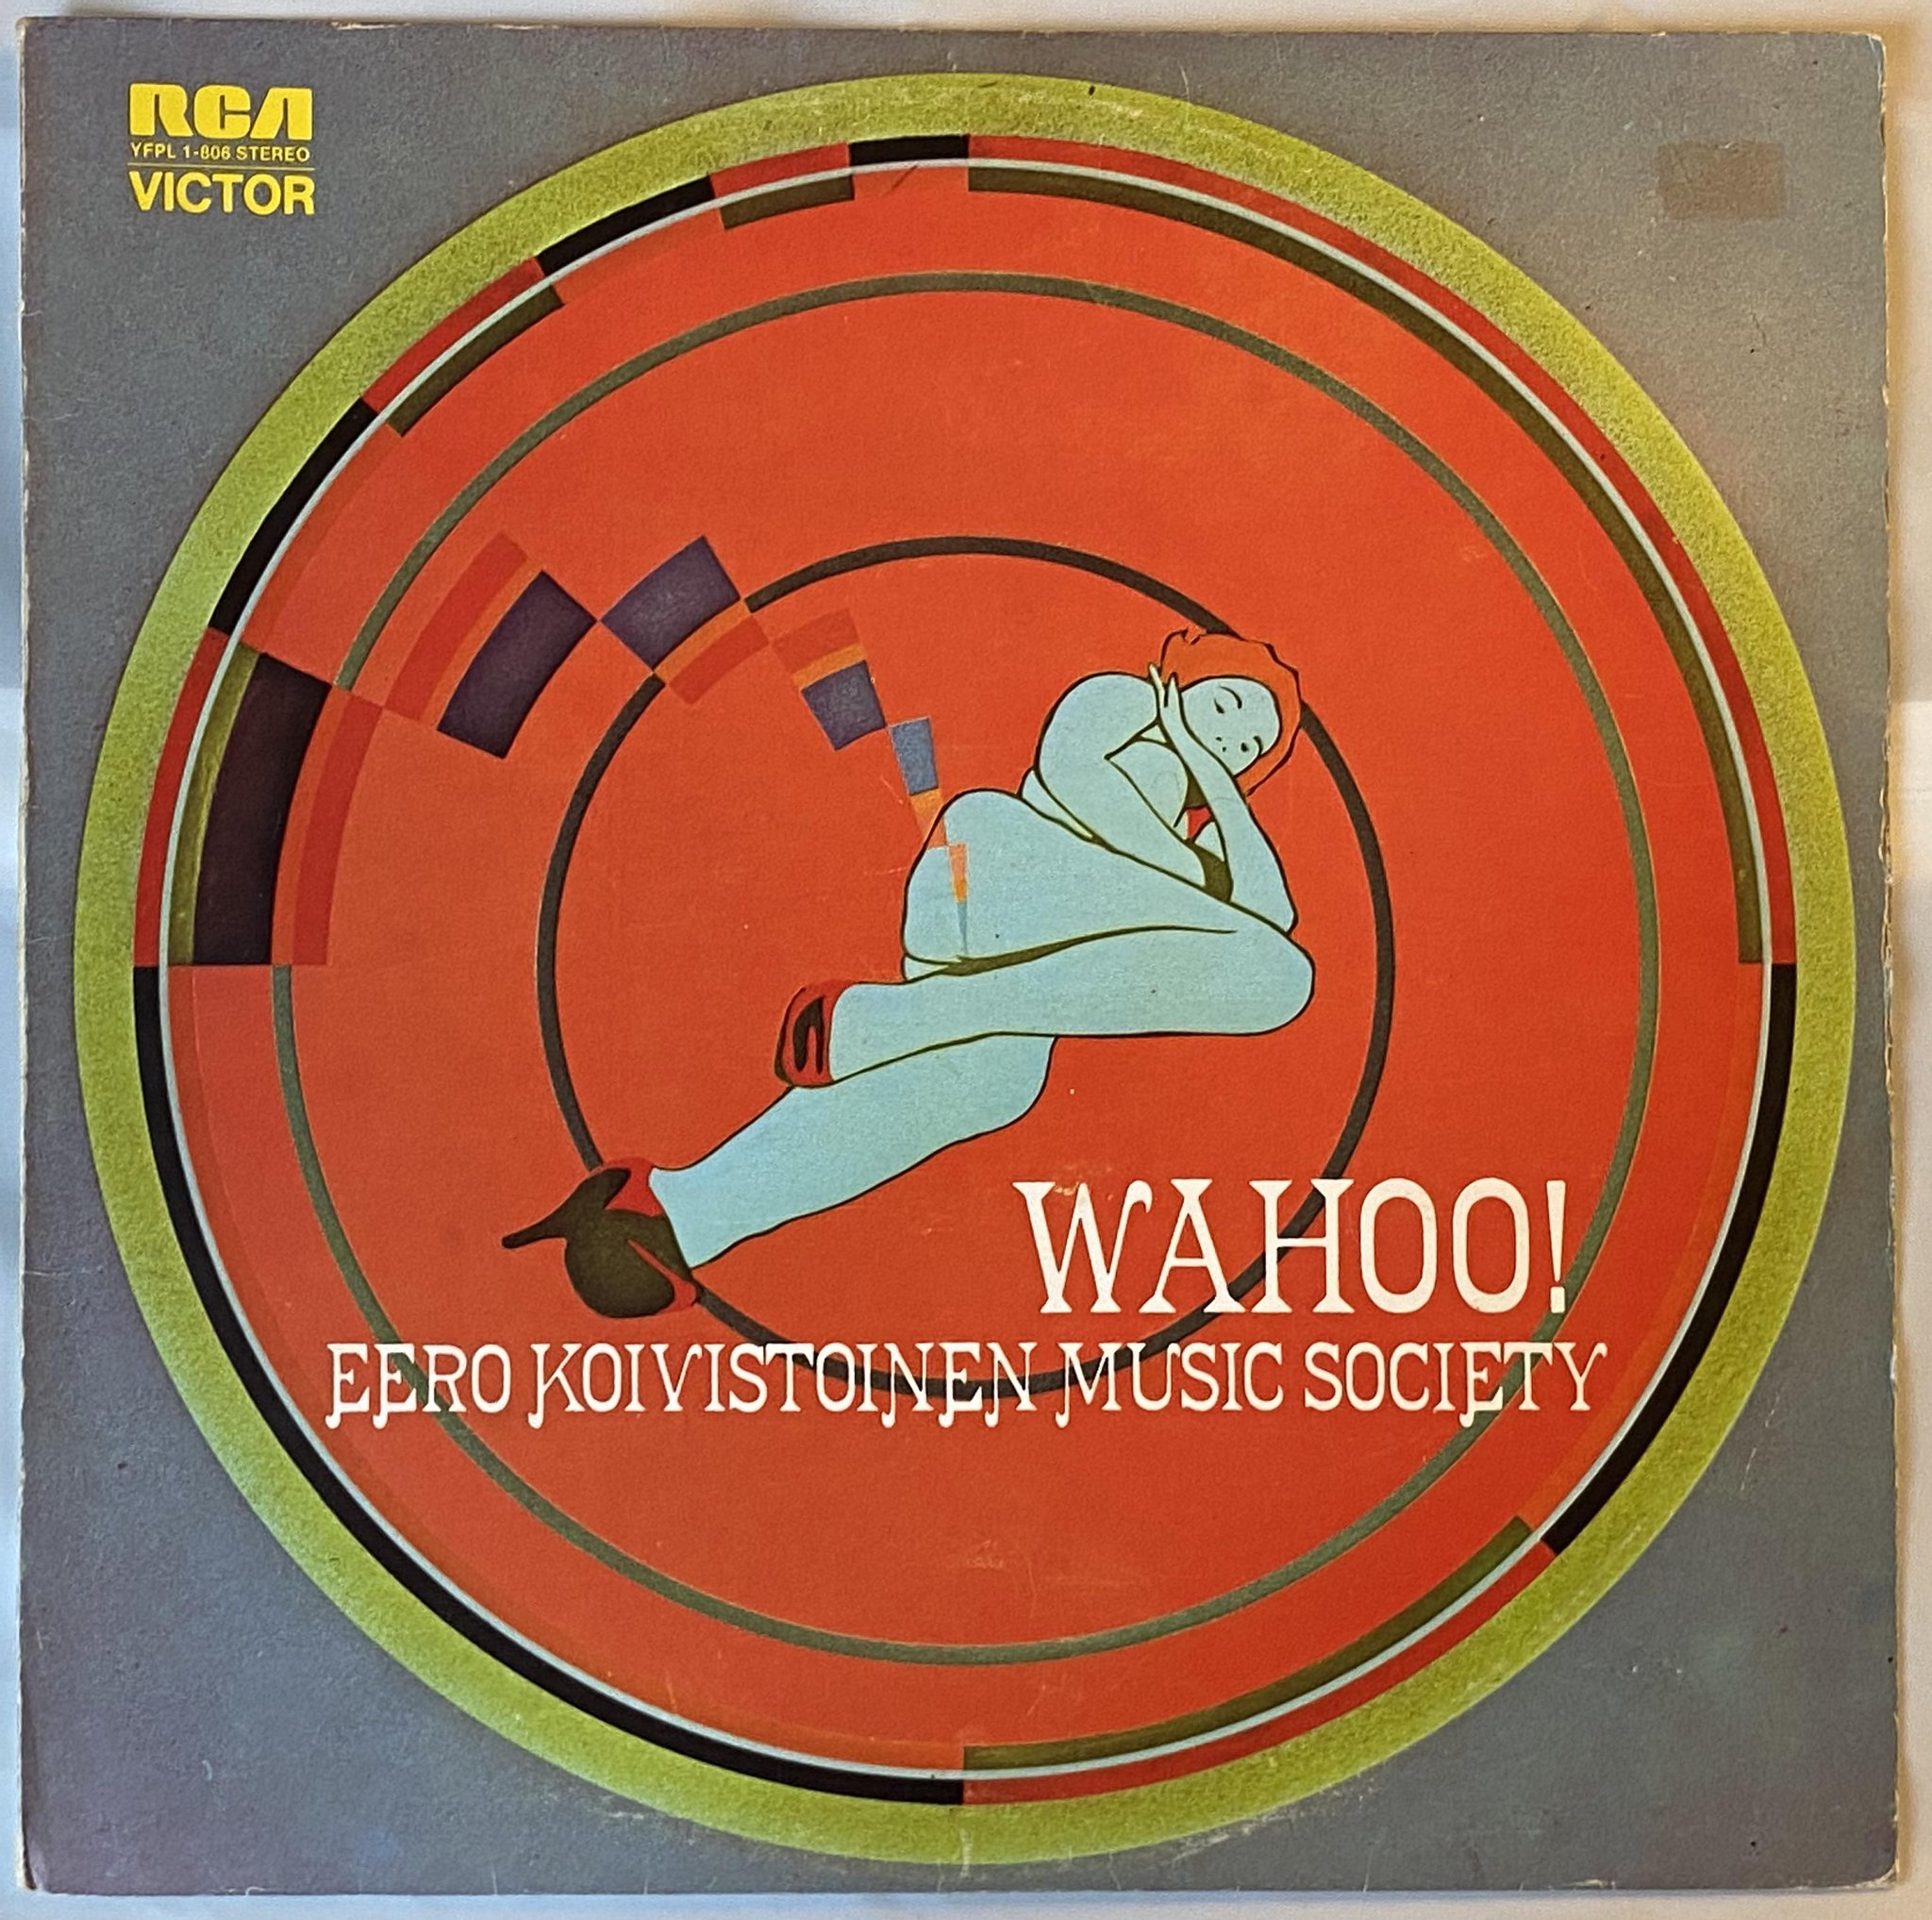 RCA
YFPL 1-806 STEREO
VICTOR
WAHOO!
EERO KOIVISTOINEN MUSIC SOCIETY